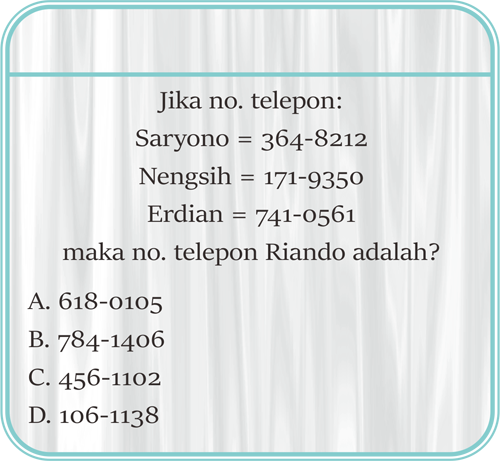 Jika no. telepon:
Saryono = 364-8212
Nengsih = 171-9350
Erdian = 741-0561
maka no. telepon Riando adalah?
A. 618-0105
B. 784-1406
C. 456-1102
D. 106-1138